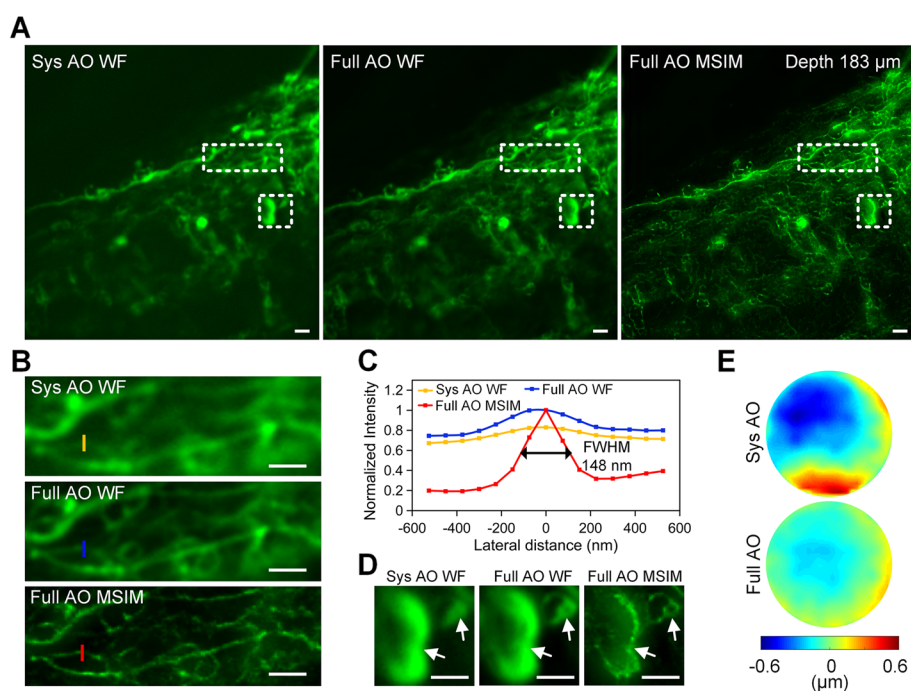 A
Sys AO WF
Full AO WF
Full AO MSIM
Depth 183 µm
B
Sys AO WF
Full AO WF
Full AO MSIM
C
Normalized Intensity
1.2
1
0.8
0.6
0.4
0.2
0
Sys AO WF
Full AO WF
Full AO MSIM
FWHM
148 nm
-600
-400
-200
0
200
400
600
Lateral distance (nm)
D
Sys AO WF
Full AO WF
Full AO MSIM
E
Sys AO
Full AO
-0.6
0
0.6
(µm)